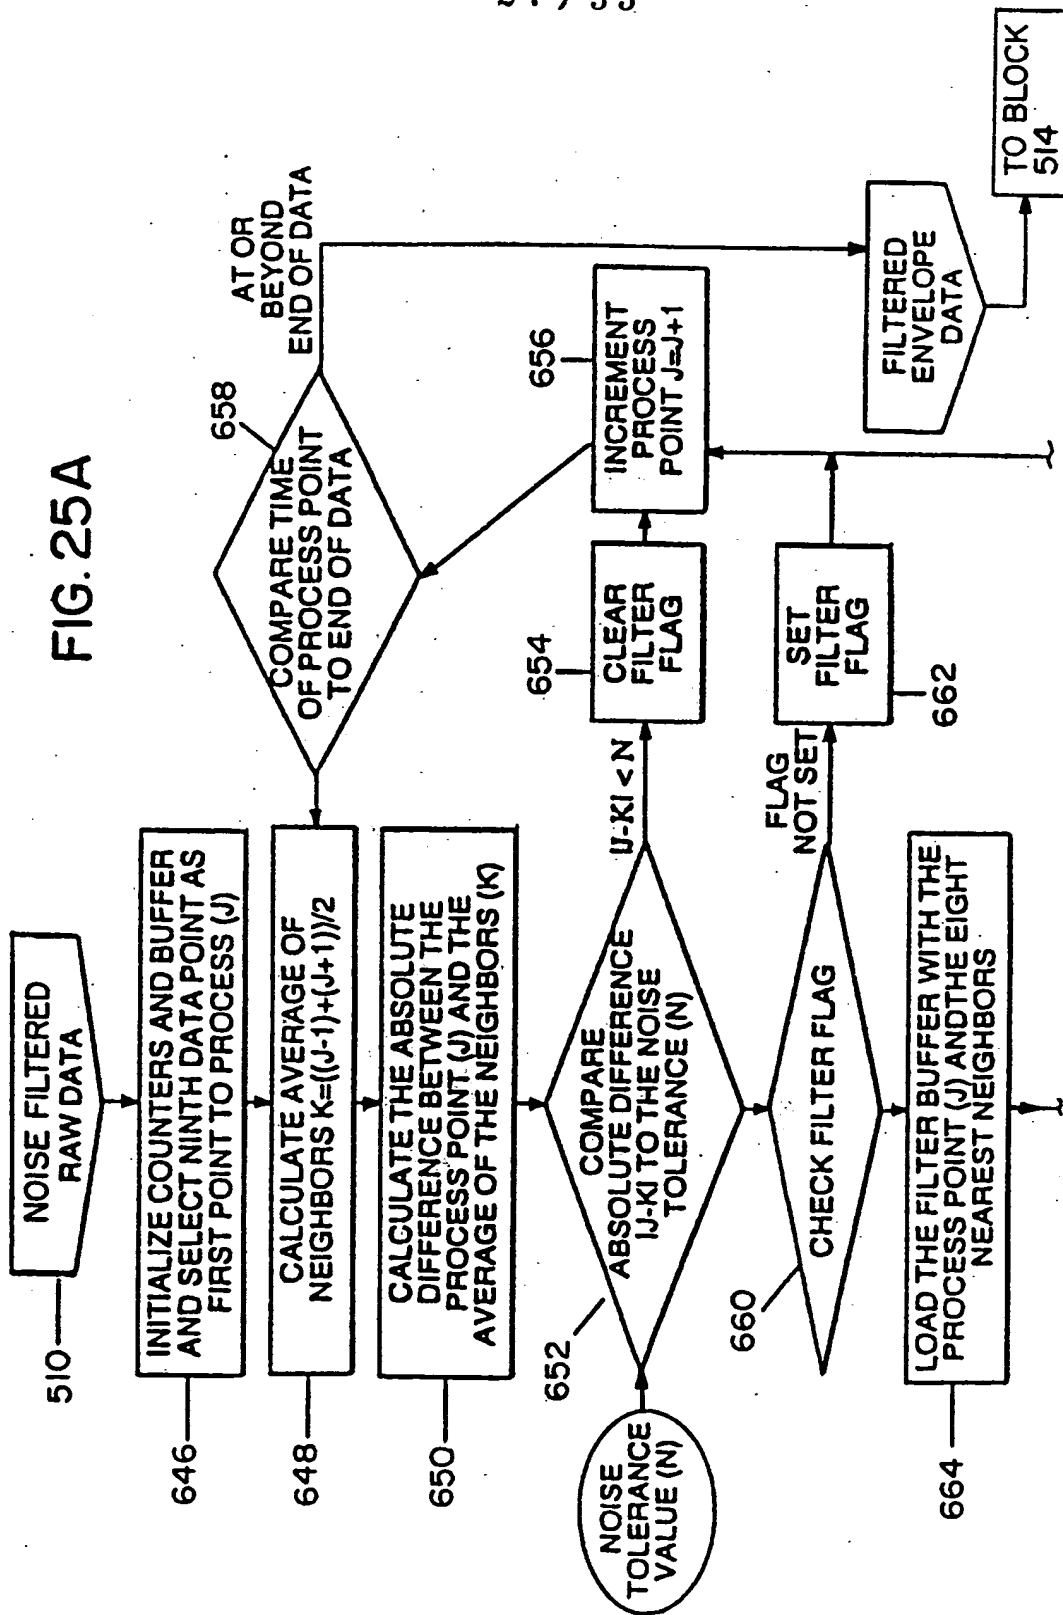 FIG. 25A
510
NOISE FILTERED
RAW DATA
646
INITIALIZE COUNTERS AND BUFFER
AND SELECT NINTH DATA POINT AS
FIRST POINT TO PROCESS (J)
648
CALCULATE AVERAGE OF
NEIGHBORS K=((J-1)+(J+1))/2
658
COMPARE TIME
OF PROCESS POINT
TO END OF DATA
AT OR
BEYOND
END OF DATA
650
CALCULATE THE ABSOLUTE
DIFFERENCE BETWEEN THE
PROCESS POINT (J) AND THE
AVERAGE OF THE NEIGHBORS (K)
NOISE
TOLERANCE
VALUE (N)
652
COMPARE
ABSOLUTE DIFFERENCE
|J-K| TO THE NOISE
TOLERANCE (N)
|J-K| < N
654
CLEAR
FILTER
FLAG
656
INCREMENT
PROCESS
POINT J=J+1
660
CHECK FILTER FLAG
FLAG
NOT SET
SET
FILTER
FLAG
662
664
LOAD THE FILTER BUFFER WITH THE
PROCESS POINT (J) ANDTHE EIGHT
NEAREST NEIGHBORS
FILTERED
ENVELOPE
DATA
TO BLOCK
514